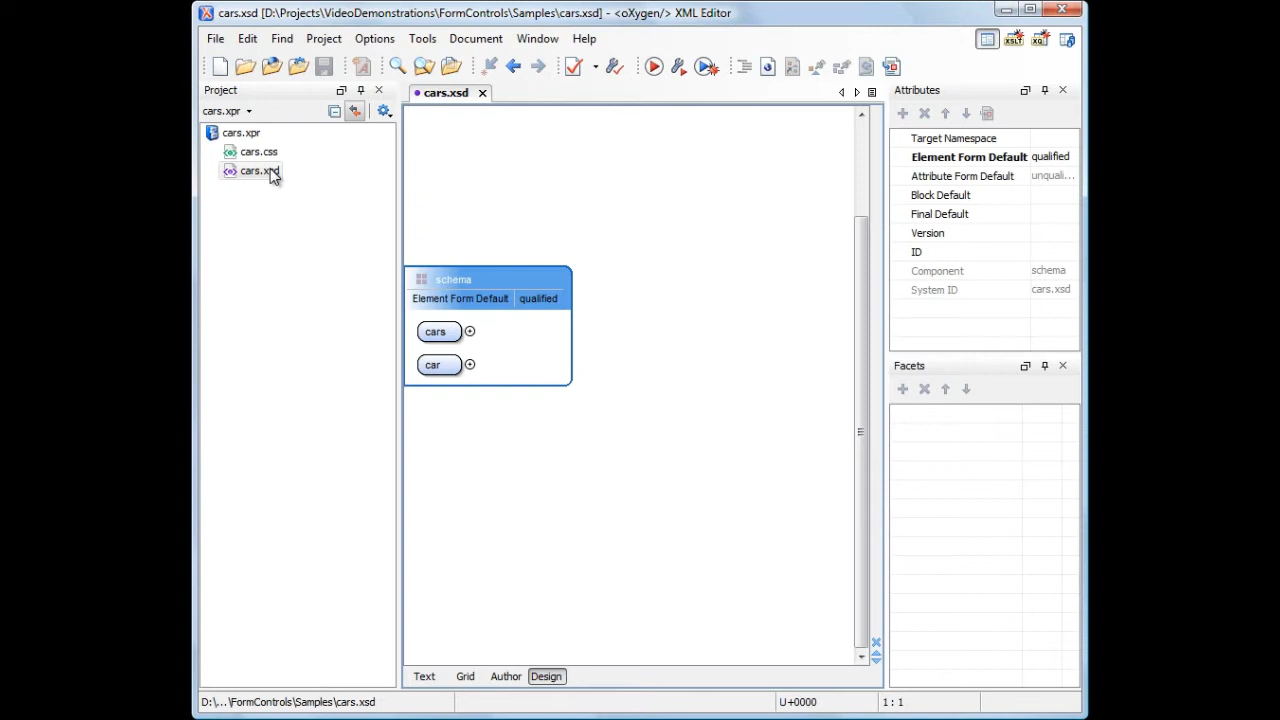 cars.xsd [D:\Projects\VideoDemonstrations\FormControls\Samples\cars.xsd] - <oXygen/> XML Editor
File Edit Find Project Options Tools Document Window Help
XSLT XQ
Project
cars.xpr
cars.xpr
cars.css
cars.xsd
cars.xsd
schema
Element Form Default qualified
cars
car
Text Grid Author Design
Attributes
Target Namespace
Element Form Default qualified
Attribute Form Default unquali...
Block Default
Final Default
Version
ID
Component schema
System ID cars.xsd
Facets
D:\...\FormControls\Samples\cars.xsd U+0000 1 : 1